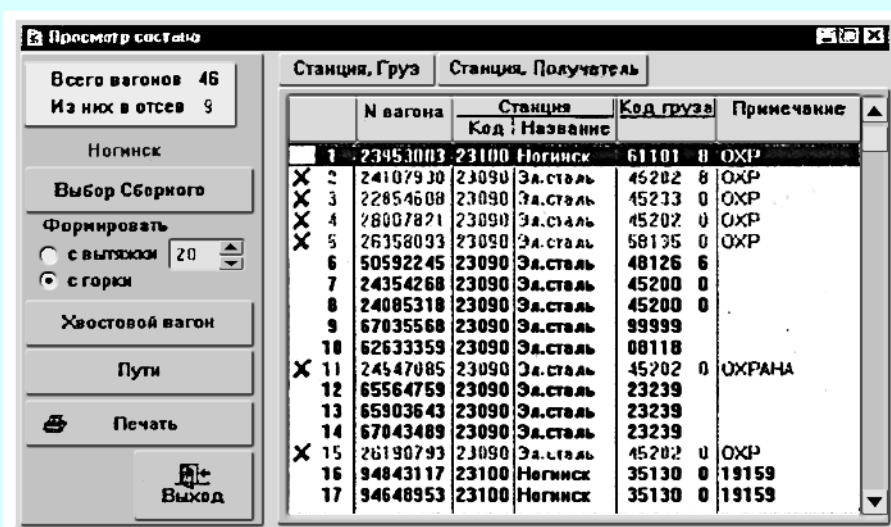 Просмотр состава
Всего вагонов 46
Из них в отсев 9
Ногинск
Выбор Сборного
Формировать
с вытяжки 20
с горки
Хвостовой вагон
Пути
Печать
Выход
Станция, Груз Станция, Получатель
N вагона Станция Код груза Примечание
Код Название
1 23953003 23100 Ногинск 61101 8 ОХР
X 2 24107930 23090 Эл.сталь 45202 8 ОХР
X 3 22854608 23090 Эл.сталь 45233 0 ОХР
X 4 28007821 23090 Эл.сталь 45202 0 ОХР
X 5 26358093 23090 Эл.сталь 58135 0 ОХР
6 50592245 23090 Эл.сталь 48126 6
7 24354268 23090 Эл.сталь 45200 0
8 24085318 23090 Эл.сталь 45200 0
9 67035568 23090 Эл.сталь 99999
10 62633359 23090 Эл.сталь 08118
X 11 24547085 23090 Эл.сталь 45202 0 ОХРАНА
12 65564759 23090 Эл.сталь 23239
13 65903643 23090 Эл.сталь 23239
14 67043489 23090 Эл.сталь 23239
X 15 26190793 23090 Эл.сталь 45202 0 ОХР
16 94843117 23100 Ногинск 35130 0 19159
17 94648953 23100 Ногинск 35130 0 19159